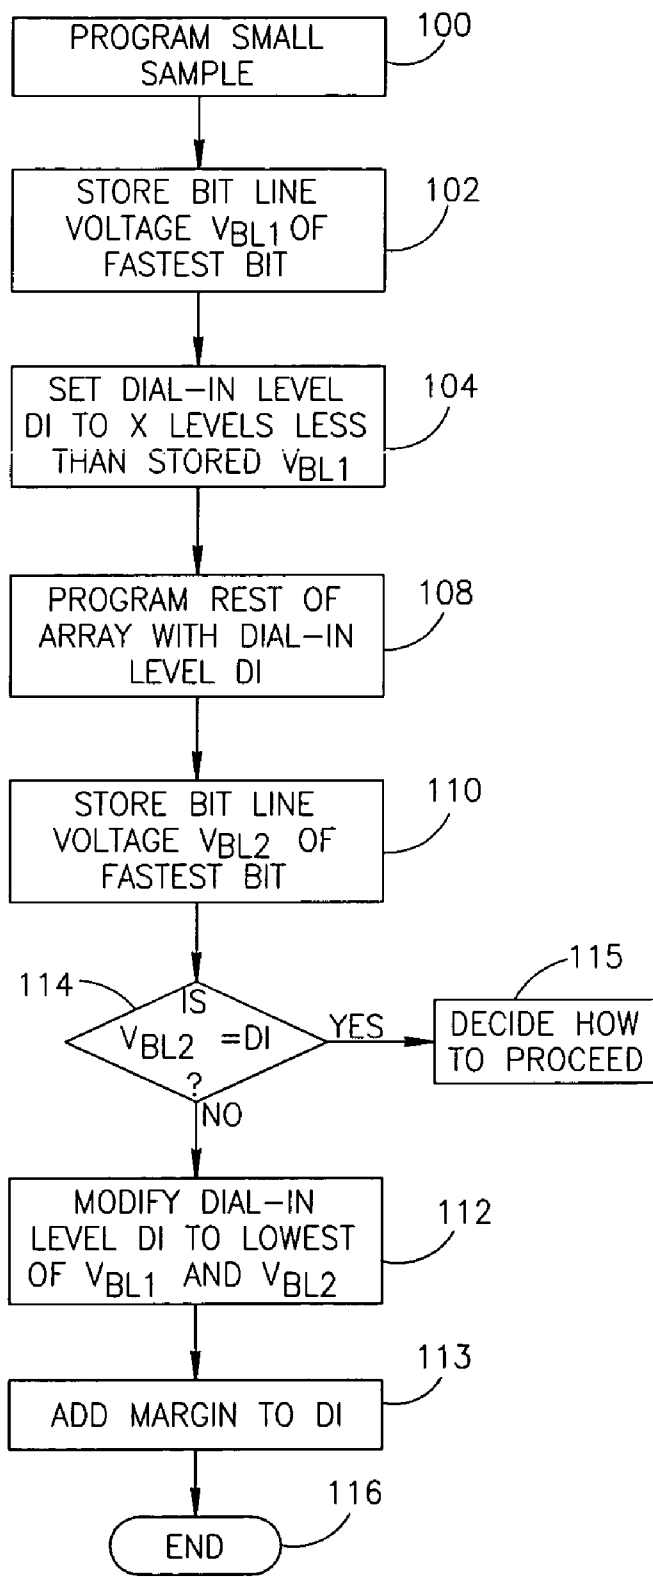 PROGRAM SMALL
SAMPLE
100
STORE BIT LINE
VOLTAGE VBL1 OF
FASTEST BIT
102
SET DIAL-IN LEVEL
DI TO X LEVELS LESS
THAN STORED VBL1
104
PROGRAM REST OF
ARRAY WITH DIAL-IN
LEVEL DI
108
STORE BIT LINE
VOLTAGE VBL2 OF
FASTEST BIT
110
114
IS
VBL2 =DI
?
YES
115
DECIDE HOW
TO PROCEED
NO
MODIFY DIAL-IN
LEVEL DI TO LOWEST
OF VBL1 AND VBL2
112
ADD MARGIN TO DI
113
END
116